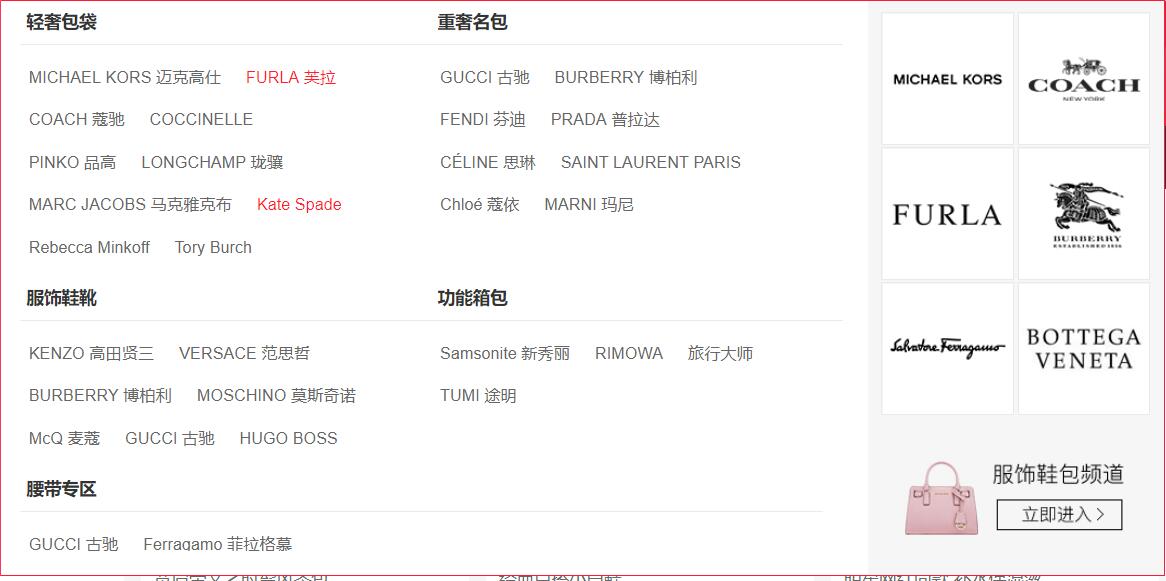 轻奢包袋
MICHAEL KORS 迈克高仕 FURLA 芙拉
COACH 蔻驰 COCCINELLE
PINKO 品高 LONGCHAMP 珑骧
MARC JACOBS 马克雅克布 Kate Spade
Rebecca Minkoff Tory Burch
重奢名包
GUCCI 古驰 BURBERRY 博柏利
FENDI 芬迪 PRADA 普拉达
CÉLINE 思琳 SAINT LAURENT PARIS
Chloé 蔻依 MARNI 玛尼
服饰鞋靴
KENZO 高田贤三 VERSACE 范思哲
BURBERRY 博柏利 MOSCHINO 莫斯奇诺
McQ 麦蔻 GUCCI 古驰 HUGO BOSS
功能箱包
Samsonite 新秀丽 RIMOWA 旅行大师
TUMI 途明
腰带专区
GUCCI 古驰 Ferragamo 菲拉格慕
MICHAEL KORS
COACH
NEW YORK
FURLA
BURBERRY
ESTABLISHED 1856
Salvatore Ferragamo
BOTTEGA
VENETA
服饰鞋包频道
立即进入 >